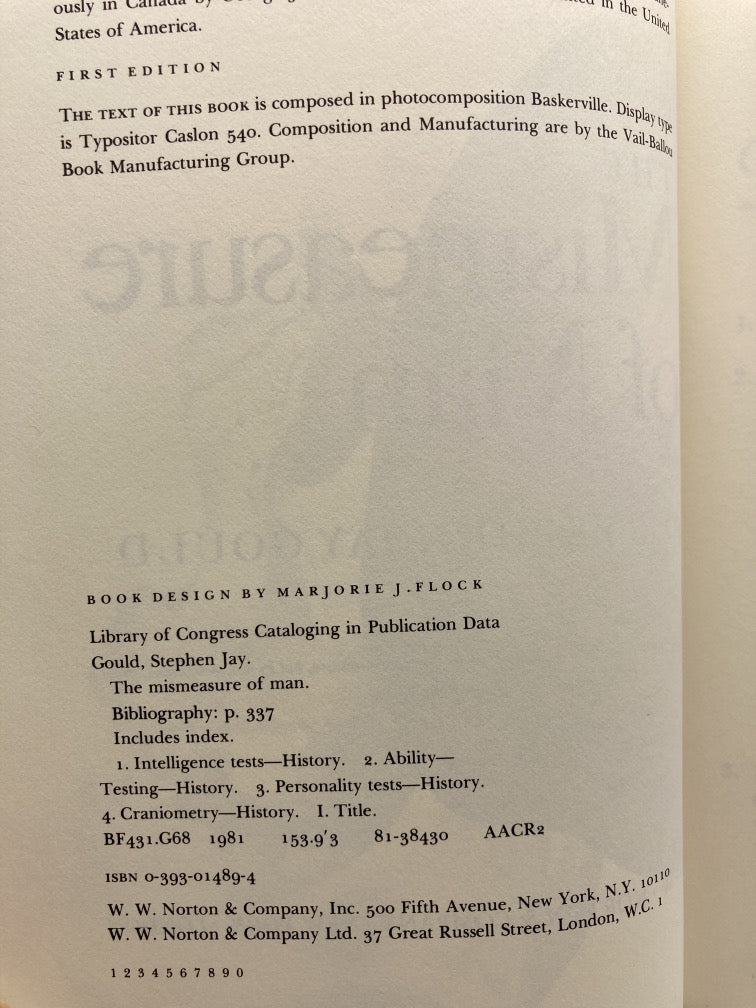 ously in Canada by
in the United
States of America.
FIRST EDITION
THE TEXT OF THIS BOOK is composed in photocomposition Baskerville. Display type
is Typositor Caslon 540. Composition and Manufacturing are by the Vail-Ballou
Book Manufacturing Group.
BOOK DESIGN BY MARJORIE J. FLOCK
Library of Congress Cataloging in Publication Data
Gould, Stephen Jay.
The mismeasure of man.
Bibliography: p. 337
Includes index.
1. Intelligence tests—History. 2. Ability—
Testing—History. 3. Personality tests—History.
4. Craniometry—History. I. Title.
BF431.G68 1981 153.9'3 81-38430 AACR2
ISBN 0-393-01489-4
W. W. Norton & Company, Inc. 500 Fifth Avenue, New York, N.Y. 10110
W. W. Norton & Company Ltd. 37 Great Russell Street, London, W.C. 1
1 2 3 4 5 6 7 8 9 0